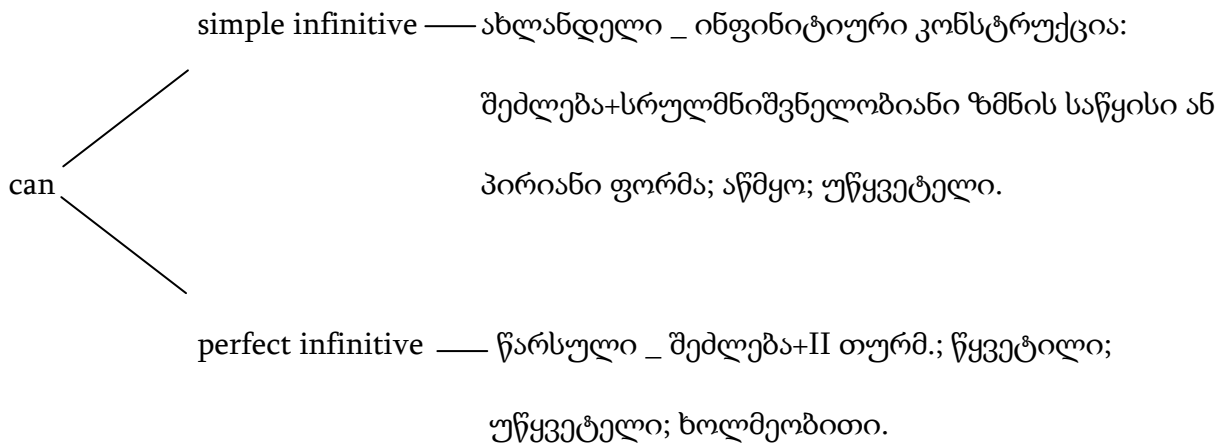 simple infinitive — ახლანდელი _ ინფინიტიური კონსტრუქცია:
შეძლება+სრულმნიშვნელობიანი ზმნის საწყისი ან
can
პირიანი ფორმა; აწმყო; უწყვეტელი.
perfect infinitive — წარსული _ შეძლება+II თურმ.; წყვეტილი;
უწყვეტელი; ხოლმეობითი.